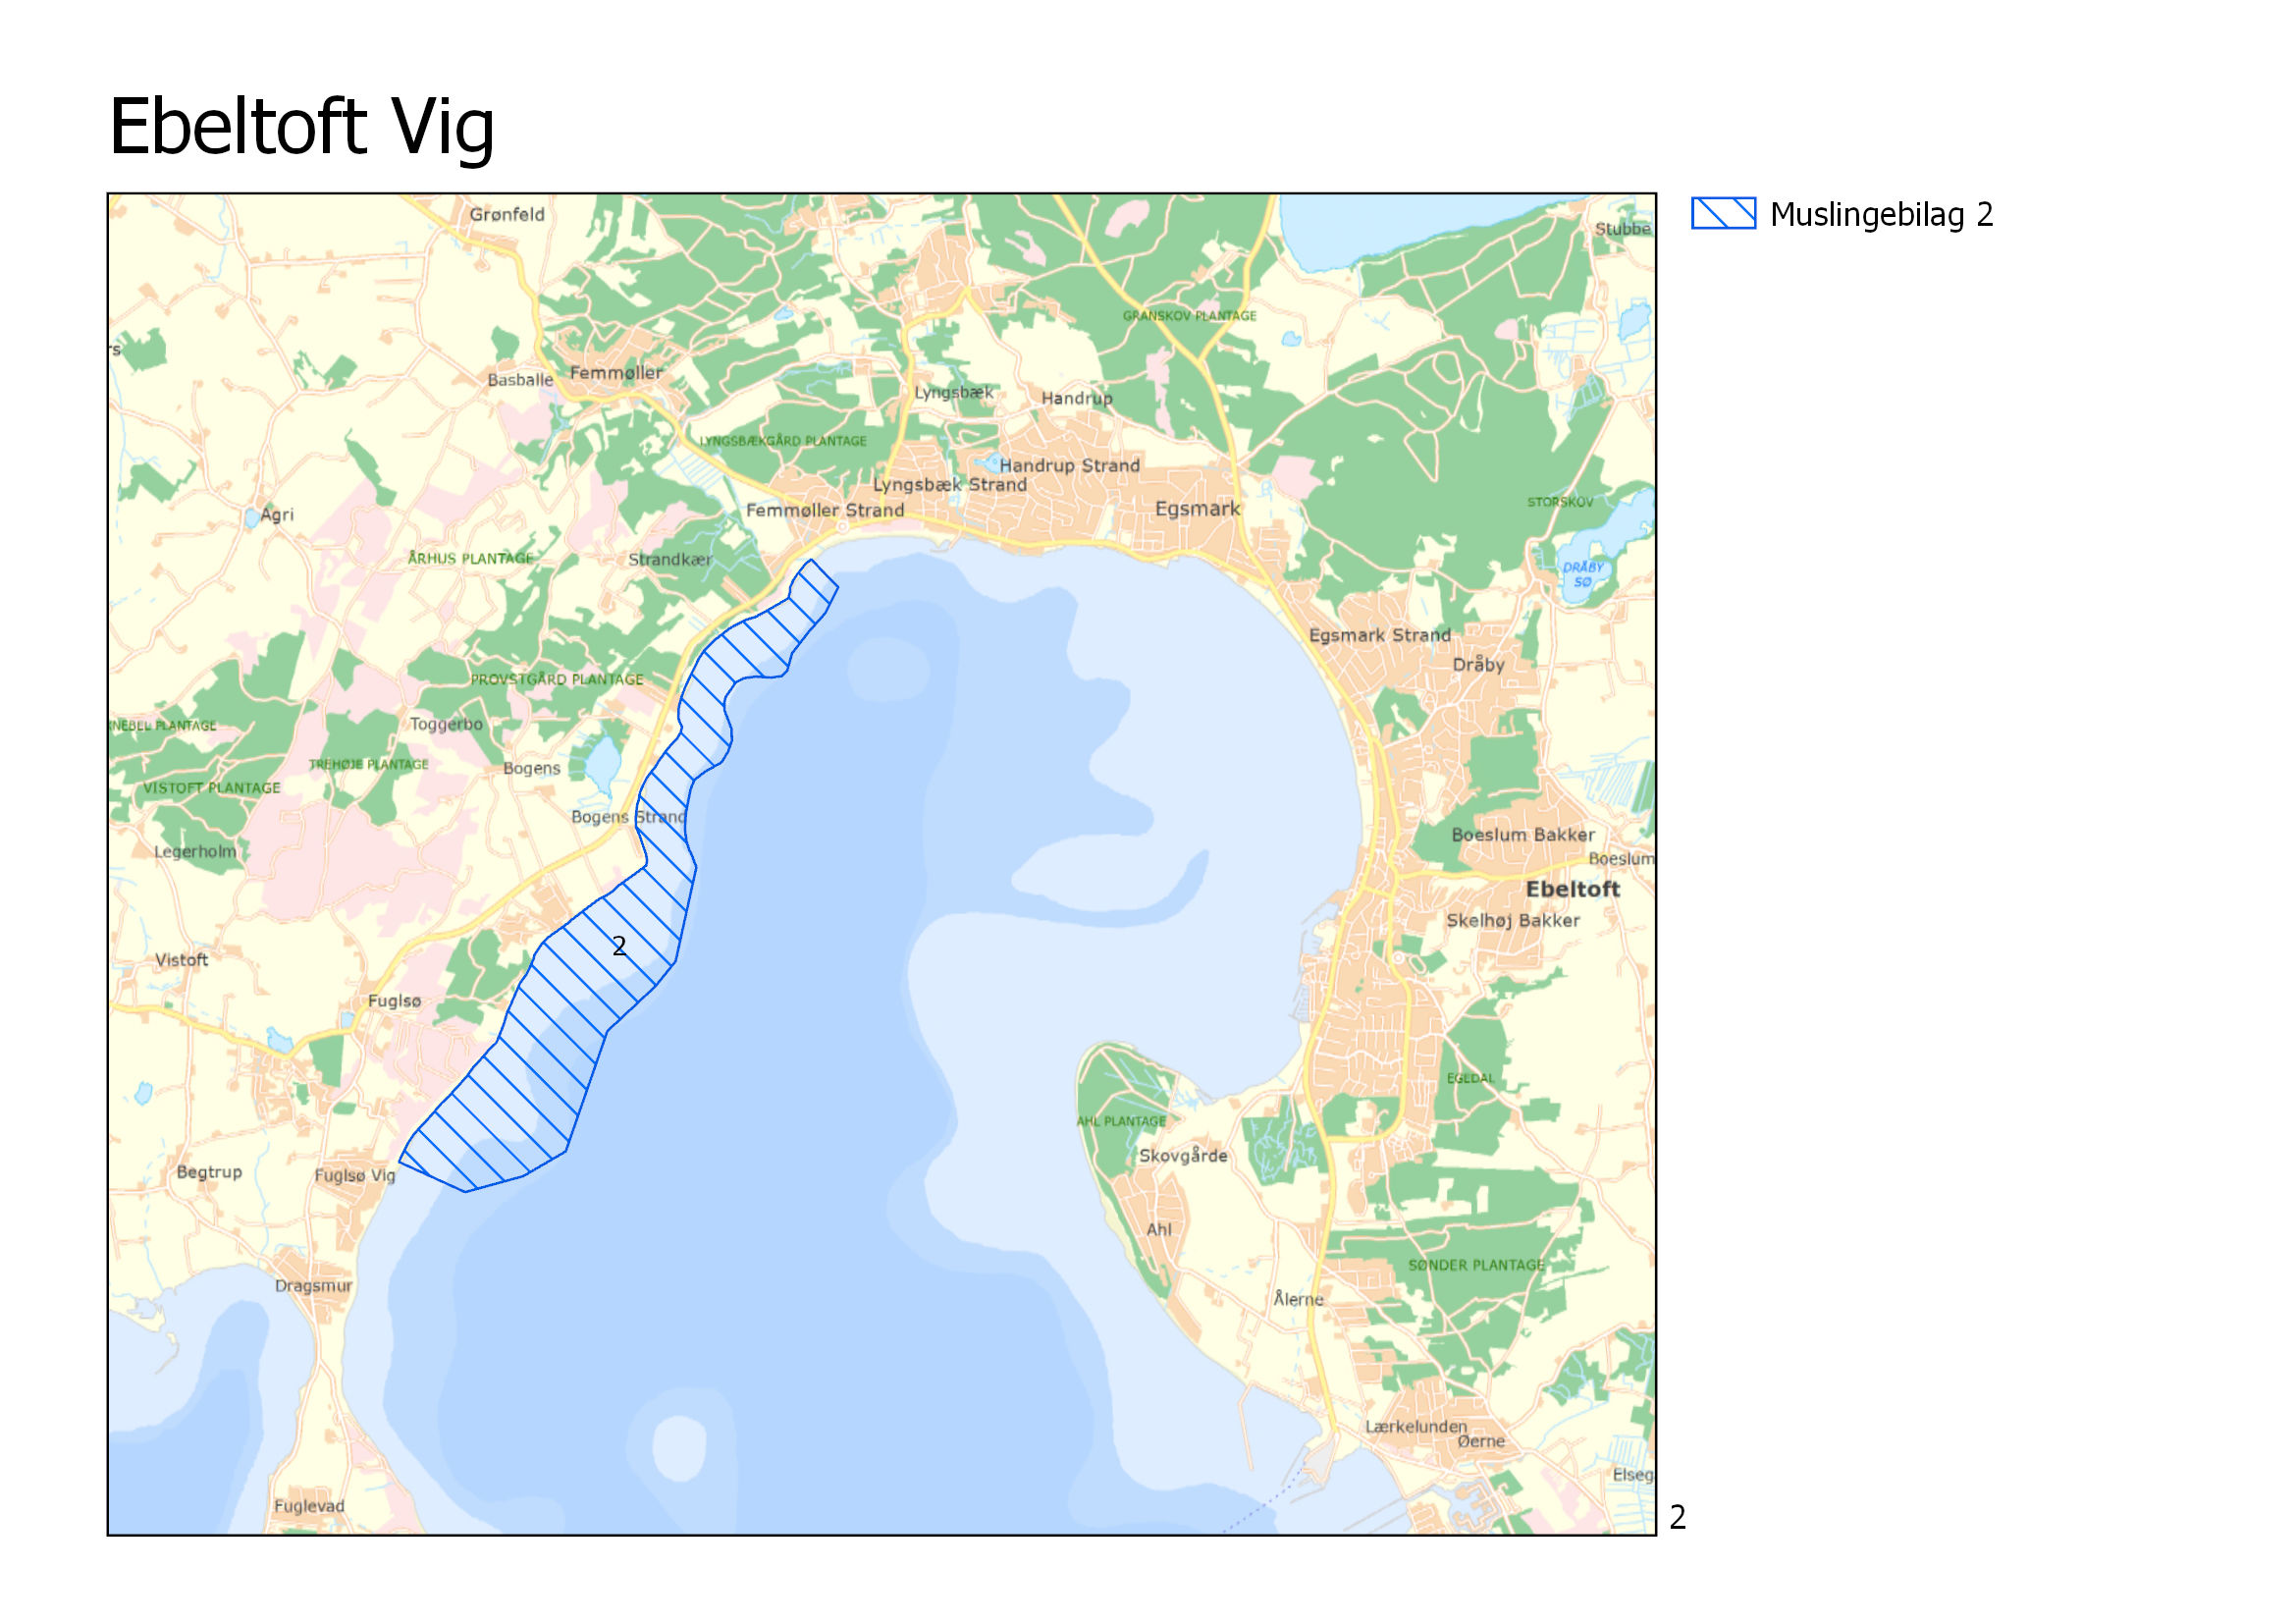 Ebeltoft Vig
Muslingebilag 2
Grønfeld
Stubbe
GRANSKOV PLANTAGE
rs
Basballe
Femmøller
Lyngsbæk
Handrup
LYNGSBÆKGÅRD PLANTAGE
Handrup Strand
Lyngsbæk Strand
Femmøller Strand
Egsmark
STORSKOV
Agri
ÅRHUS PLANTAGE
Strandkær
DRÅBY
SØ
Egsmark Strand
Dråby
PROVSTGÅRD PLANTAGE
NEBEL PLANTAGE
Toggerbo
TREHØJE PLANTAGE
Bogens
VISTOFT PLANTAGE
Bogens Strand
Boeslum Bakker
Legerholm
Boeslum
Ebeltoft
Skelhøj Bakker
2
Vistoft
Fuglsø
EGEDAL
AHL PLANTAGE
Skovgårde
Begtrup
Fuglsø Vig
Ahl
SØNDER PLANTAGE
Dragsmur
Ålerne
Lærkelunden
Øerne
Elseg
Fuglevad
2